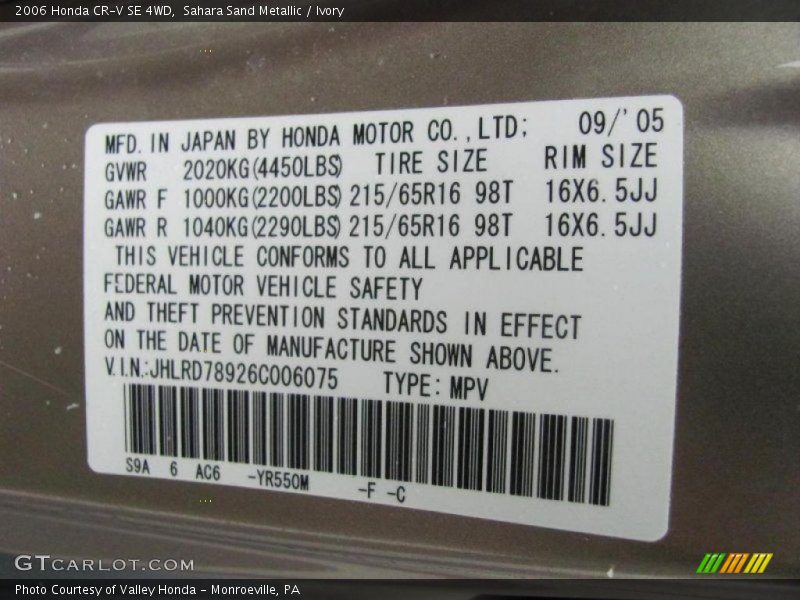 2006 Honda CR-V SE 4WD,  Sahara Sand Metallic / Ivory
MFD. IN JAPAN BY HONDA MOTOR CO., LTD; 09/'05
GVWR 2020KG(4450LBS) TIRE SIZE RIM SIZE
GAWR F 1000KG(2200LBS) 215/65R16 98T 16X6.5JJ
GAWR R 1040KG(2290LBS) 215/65R16 98T 16X6.5JJ
THIS VEHICLE CONFORMS TO ALL APPLICABLE
FEDERAL MOTOR VEHICLE SAFETY
AND THEFT PREVENTION STANDARDS IN EFFECT
ON THE DATE OF MANUFACTURE SHOWN ABOVE.
V.I.N.:JHLRD78926C006075 TYPE: MPV
S9A 6 AC6 -YR550M -F -C
GTCARLOT.COM
Photo Courtesy of Valley Honda - Monroeville, PA